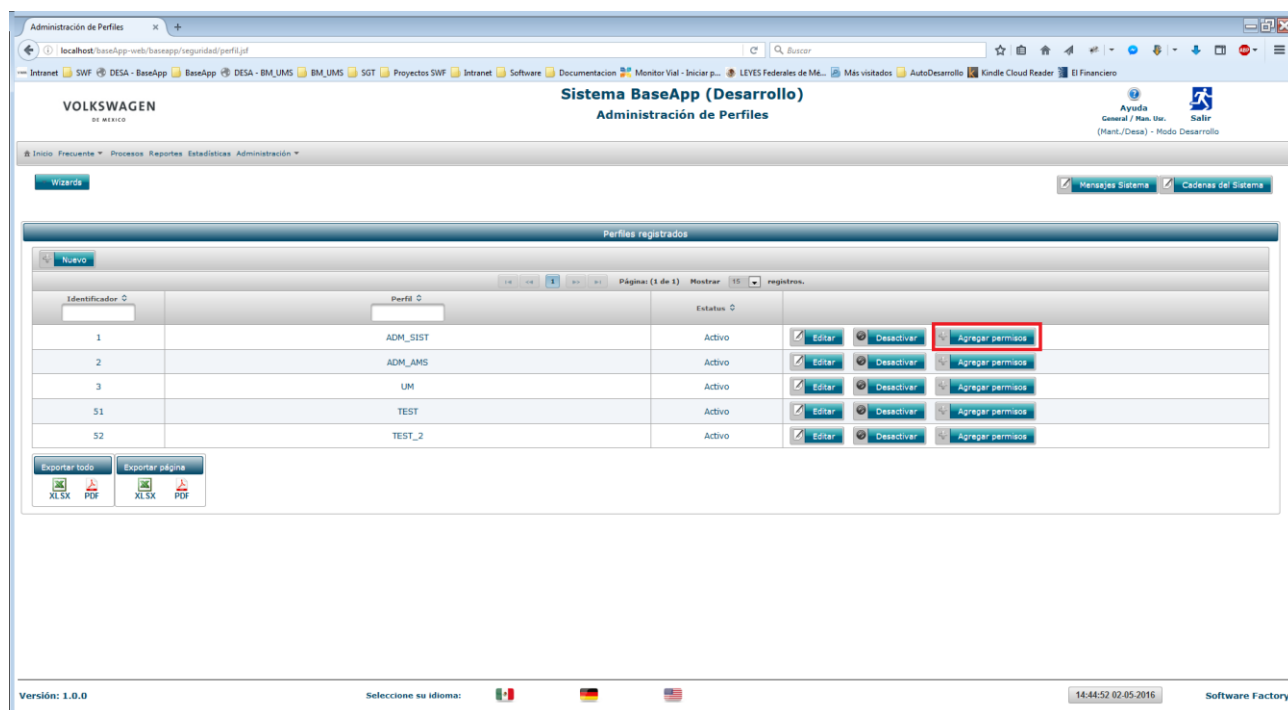 Administración de Perfiles × +
localhost/baseApp-web/baseapp/seguridad/perfil.jsf
Buscar
Intranet SWF DESA - BaseApp BaseApp DESA - BM_UMS BM_UMS SGT Proyectos SWF Intranet Software Documentacion Monitor Vial - Iniciar p... LEYES Federales de Mé... Más visitados AutoDesarrollo Kindle Cloud Reader El Financiero
VOLKSWAGEN
DE MEXICO
Sistema BaseApp (Desarrollo)
Administración de Perfiles
Ayuda
General / Man. Usr.
Salir
(Mant./Desa) - Modo Desarrollo
Inicio Frecuente Procesos Reportes Estadísticas Administración
Wizards
Mensajes Sistema Cadenas del Sistema
Perfiles registrados
Nuevo
1 Página: (1 de 1) Mostrar 15 registros.
Identificador Perfil Estatus
1 ADM_SIST Activo Editar Desactivar Agregar permisos
2 ADM_AMS Activo Editar Desactivar Agregar permisos
3 UM Activo Editar Desactivar Agregar permisos
51 TEST Activo Editar Desactivar Agregar permisos
52 TEST_2 Activo Editar Desactivar Agregar permisos
Exportar todo Exportar página
XLSX PDF XLSX PDF
Versión: 1.0.0 Seleccione su idioma: 14:44:52 02-05-2016 Software Factory